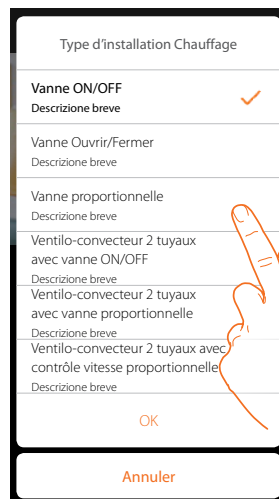 Type d’installation Chauffage
Vanne ON/OFF
Descrizione breve
Vanne Ouvrir/Fermer
Descrizione breve
Vanne proportionnelle
Descrizione breve
Ventilo-convecteur 2 tuyaux
avec vanne ON/OFF
Descrizione breve
Ventilo-convecteur 2 tuyaux
avec vanne proportionnelle
Descrizione breve
Ventilo-convecteur 2 tuyaux avec
contrôle vitesse proportionnelle
Descrizione breve
OK
Annuler